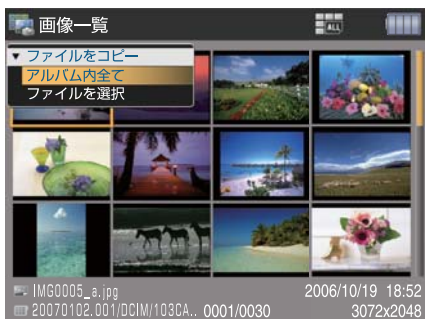 画像一覧
ALL
▼ ファイルをコピー
アルバム内全て
ファイルを選択
IMG0005_a.jpg
2006/10/19 18:52
20070102.001/DCIM/103CA.. 0001/0030
3072x2048